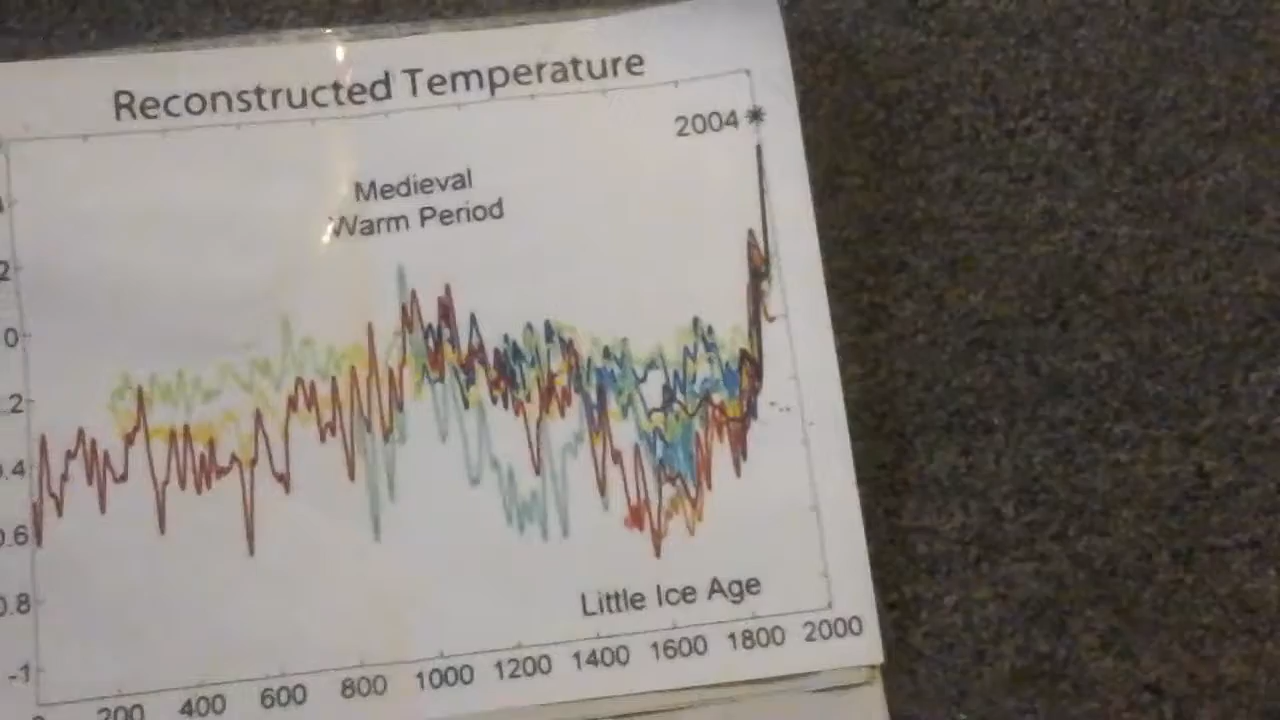 Reconstructed Temperature
2004*
Medieval
Warm Period
2
0
.2
0.4
0.6
0.8
-1
Little Ice Age
200 400 600 800 1000 1200 1400 1600 1800 2000